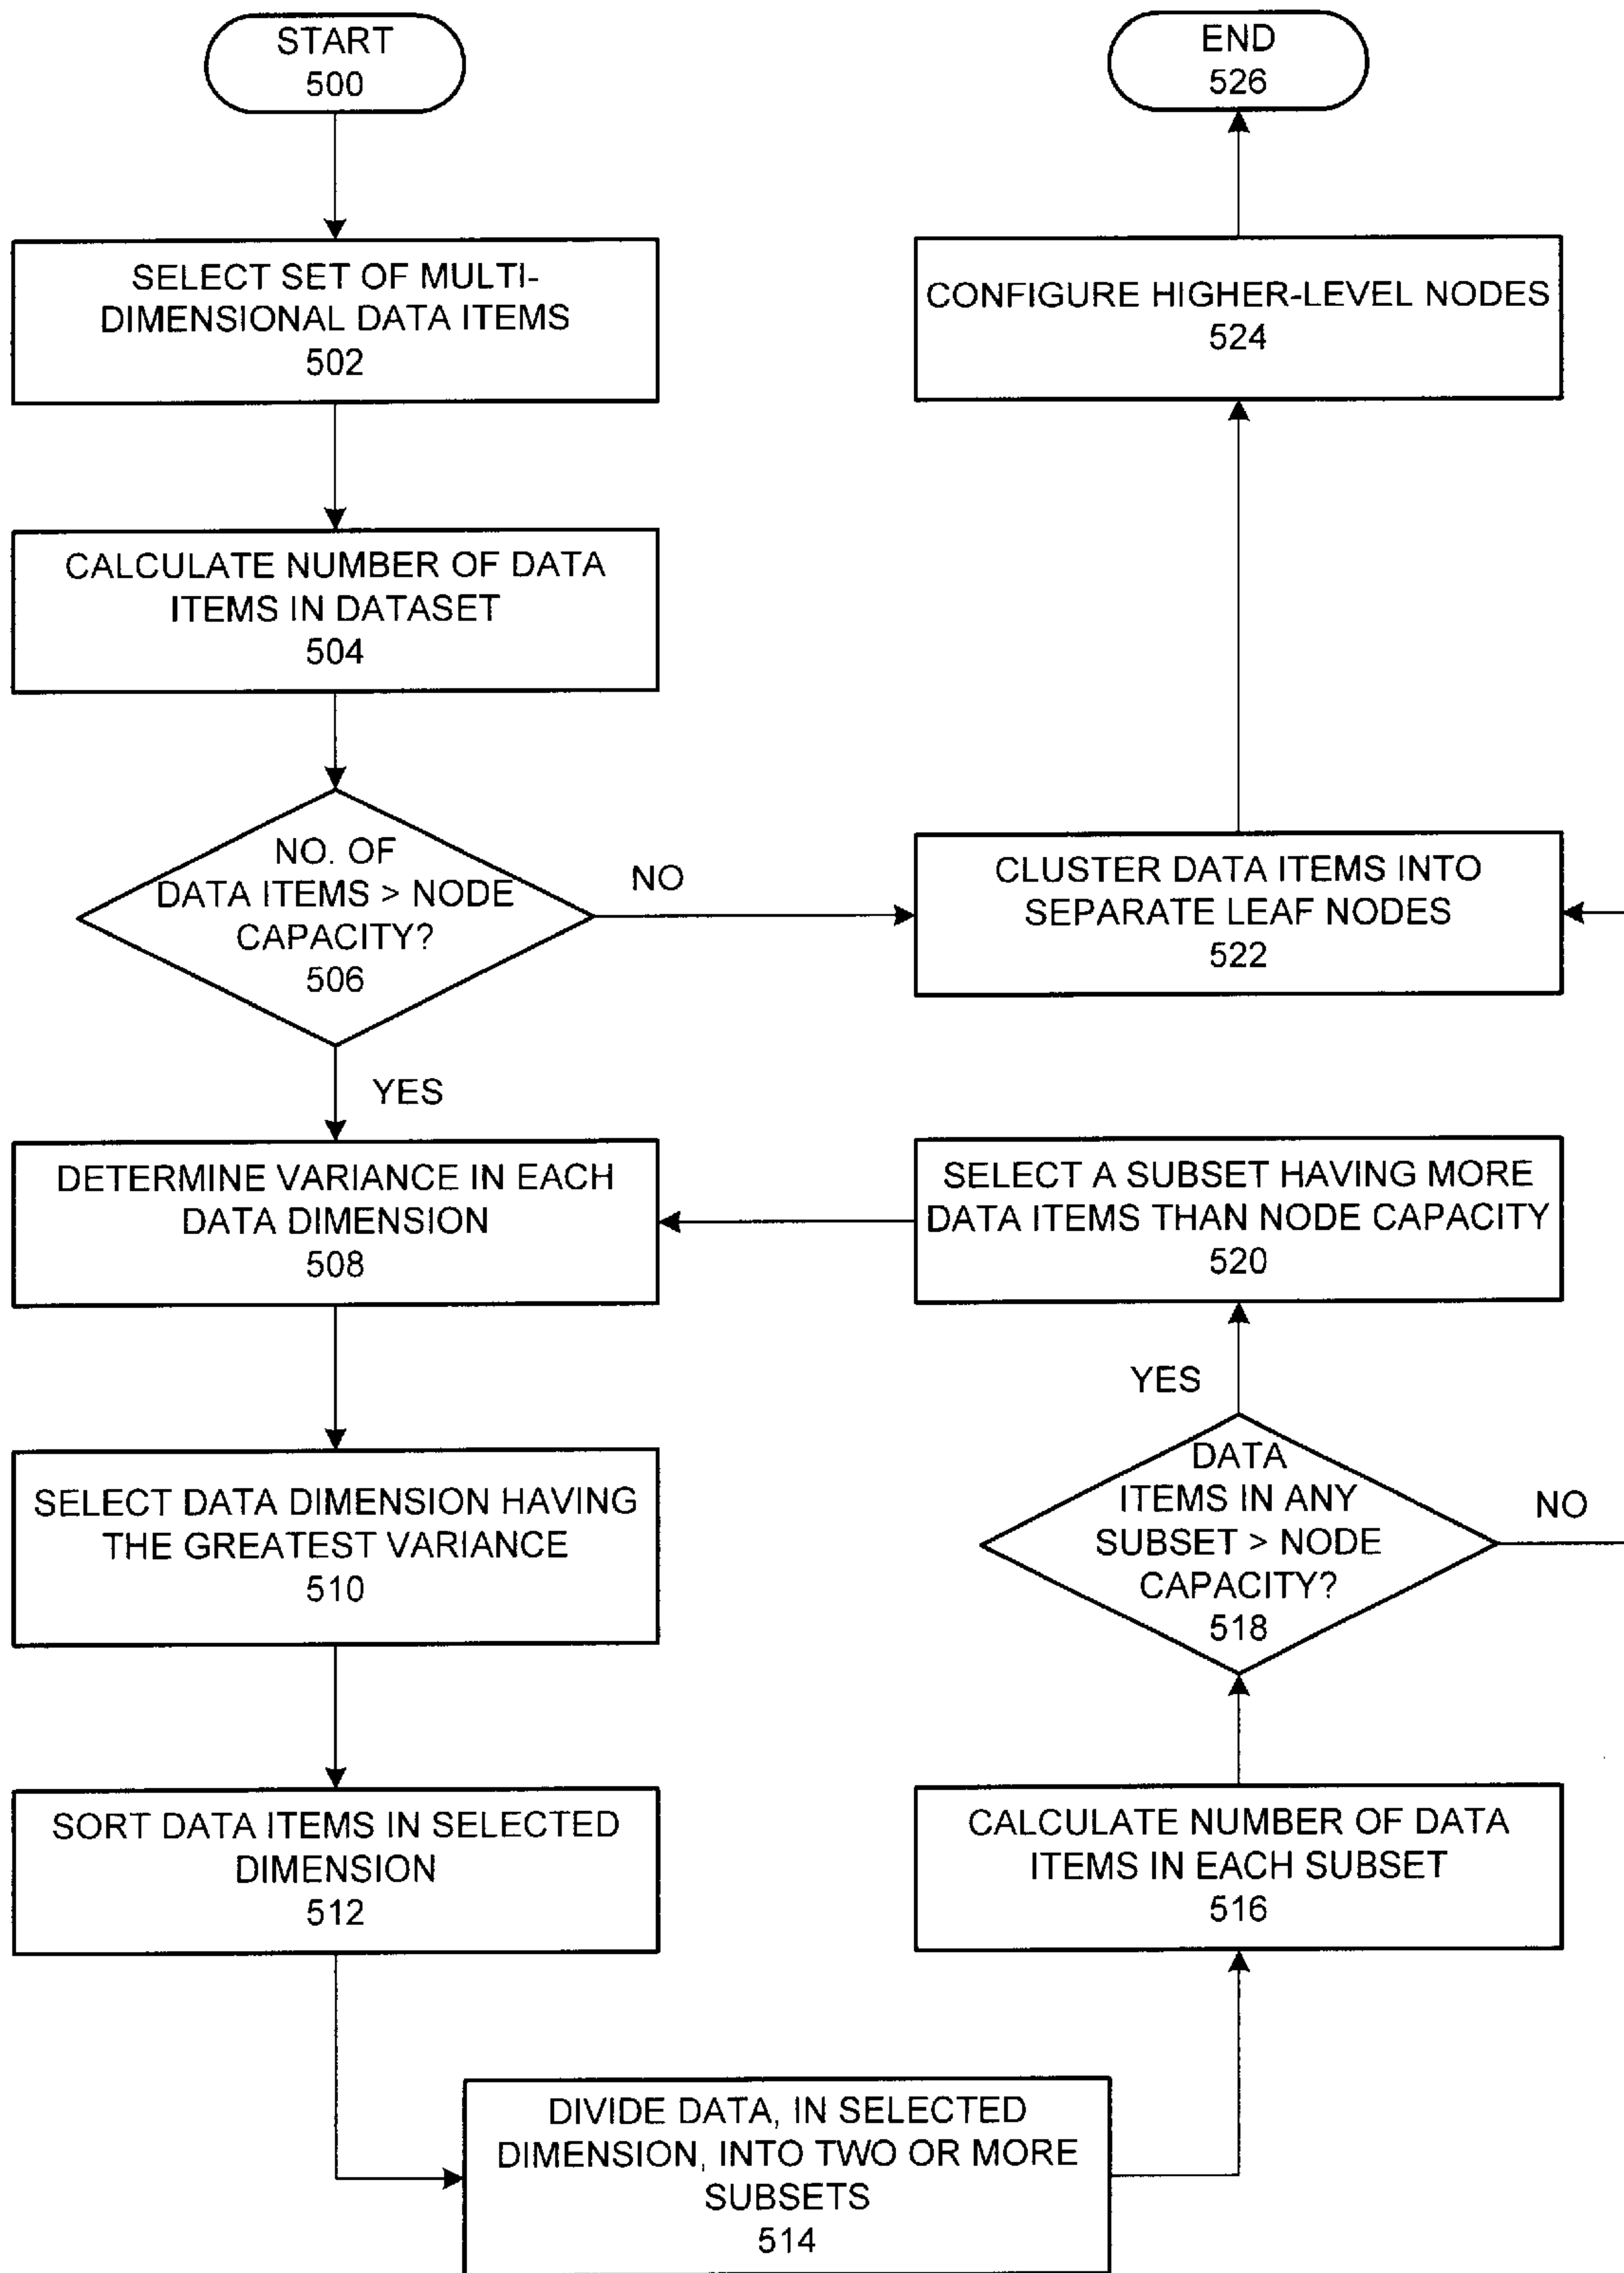 START
500
SELECT SET OF MULTI-
DIMENSIONAL DATA ITEMS
502
CALCULATE NUMBER OF DATA
ITEMS IN DATASET
504
NO. OF
DATA ITEMS > NODE
CAPACITY?
506
NO
YES
DETERMINE VARIANCE IN EACH
DATA DIMENSION
508
SELECT DATA DIMENSION HAVING
THE GREATEST VARIANCE
510
SORT DATA ITEMS IN SELECTED
DIMENSION
512
DIVIDE DATA, IN SELECTED
DIMENSION, INTO TWO OR MORE
SUBSETS
514
CALCULATE NUMBER OF DATA
ITEMS IN EACH SUBSET
516
DATA
ITEMS IN ANY
SUBSET > NODE
CAPACITY?
518
NO
YES
SELECT A SUBSET HAVING MORE
DATA ITEMS THAN NODE CAPACITY
520
CLUSTER DATA ITEMS INTO
SEPARATE LEAF NODES
522
CONFIGURE HIGHER-LEVEL NODES
524
END
526